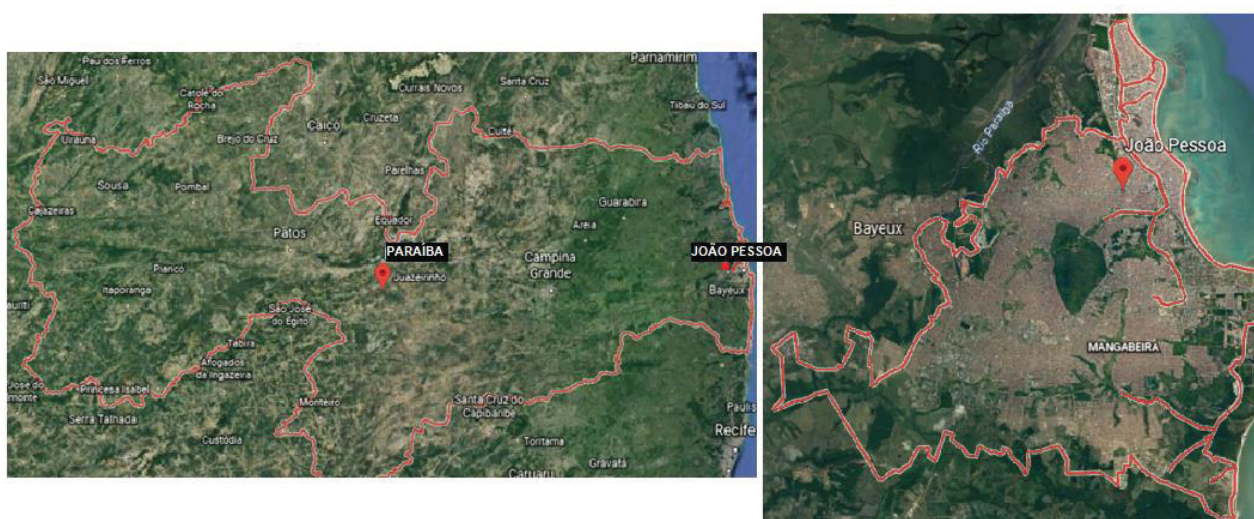 Pau dos Ferros
São Miguel
Parnamirim
Currais Novos
Santa Cruz
Catolé do
Rocha
Tibau do Sul
Cruzeta
Caicó
Cuité
Uiraúna
Brejo do Cruz
Parelhas
Sousa
Pombal
Guarabira
Cajazeiras
Equador
Areia
Patos
PARAÍBA
JOÃO PESSOA
Campina
Grande
Piancó
Juazeirinho
Itaporanga
Bayeux
São José
do Egito
Tabira
Afogados
da Ingazeira
Princesa Isabel
José do
Monteiro
Santa Cruz do
Capibaribe
Serra Talhada
Paulis
Custódia
Toritama
Recife
Gravatá
Caruaru
Rio Paraíba
João Pessoa
Bayeux
MANGABEIRA